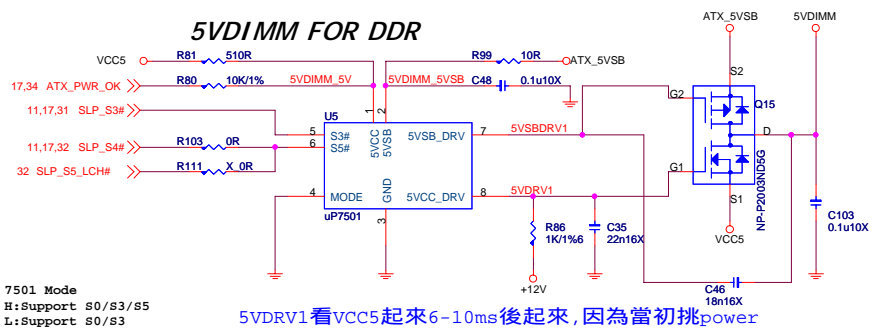 5VDIMM FOR DDR
ATX_5VSB
5VDIMM
VCC5
R81
510R
R99
10R
ATX_5VSB
17,34 ATX_PWR_OK
R80
10K/1%
5VDIMM_5V
5VDIMM_5VSB
C48
0.1u10X
S2
11,17,31 SLP_S3#
U5
1
2
G2
Q15
5
S3#
5VCC
5VSB
5VSB_DRV
7
5VSBDRV1
D
11,17,32 SLP_S4#
R103
0R
6
S5#
32 SLP_S5_LCH#
R111
X_0R
G1
4
MODE
GND
5VCC_DRV
8
5VDRV1
S1
NP-P2003ND5G
uP7501
3
R86
1K/1%6
C35
22n16X
VCC5
C103
0.1u10X
+12V
C46
18n16X
7501 Mode
H:Support S0/S3/S5
L:Support S0/S3
5VDRV1看VCC5起來6-10ms後起來,因為當初挑power